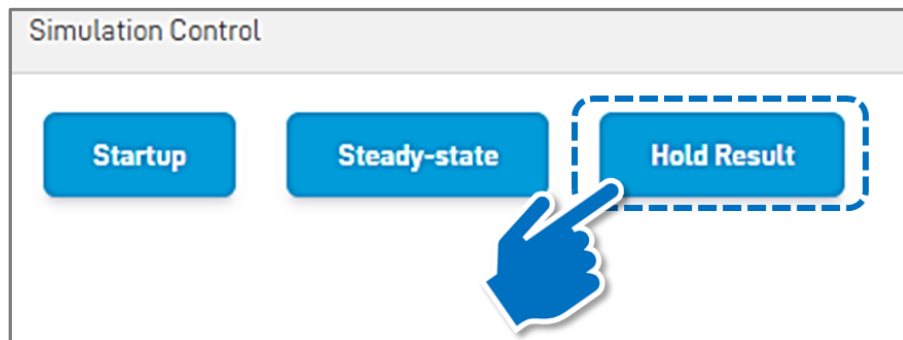 Simulation Control
Startup
Steady-state
Hold Result